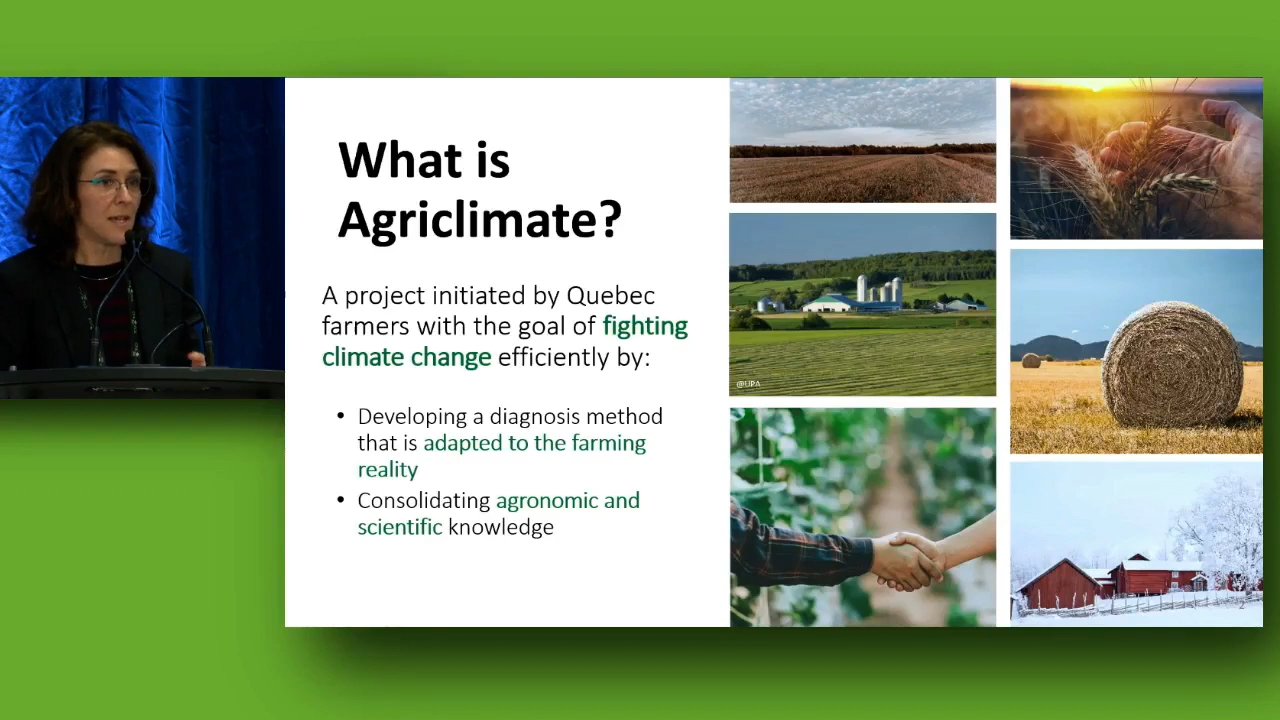 What is
Agriclimate?
A project initiated by Quebec
farmers with the goal of fighting
climate change efficiently by:
• Developing a diagnosis method
that is adapted to the farming
reality
• Consolidating agronomic and
scientific knowledge
@UPA